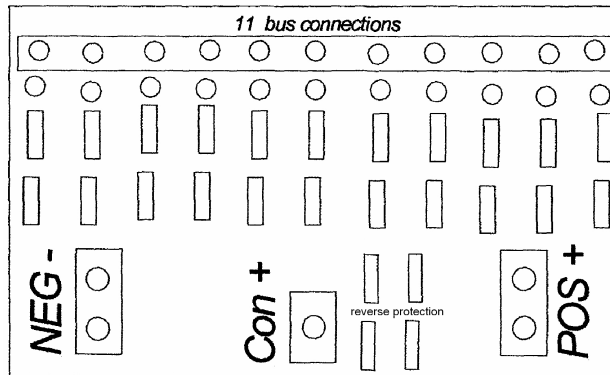 11 bus connections
NEG -
Con +
reverse protection
POS +